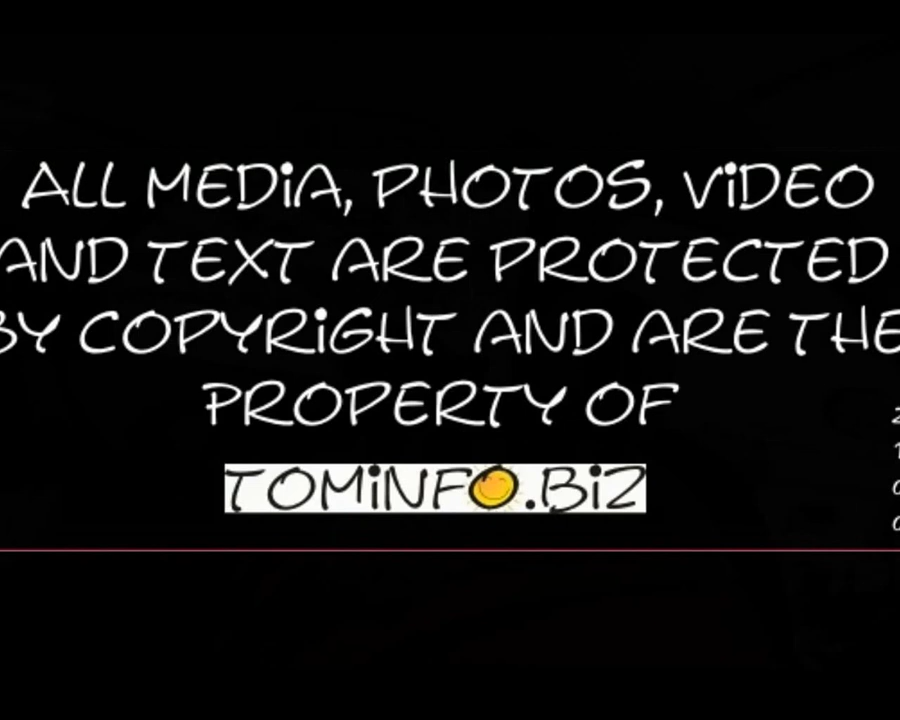 ALL MEDiA, PHOTOS, ViDEO
AND TEXT ARE PROTECTED
BY COPYRiGHT AND ARE THE
PROPERTY OF
TOMiNFO.BiZ